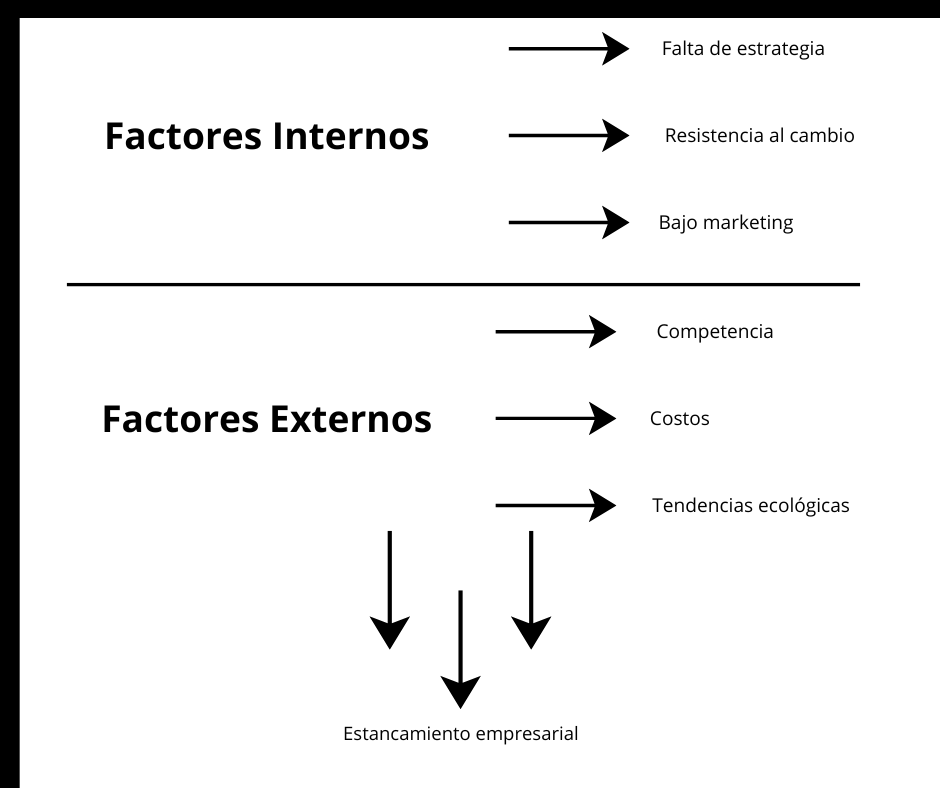 Falta de estrategia
Factores Internos
Resistencia al cambio
Bajo marketing
Competencia
Factores Externos
Costos
Tendencias ecológicas
Estancamiento empresarial